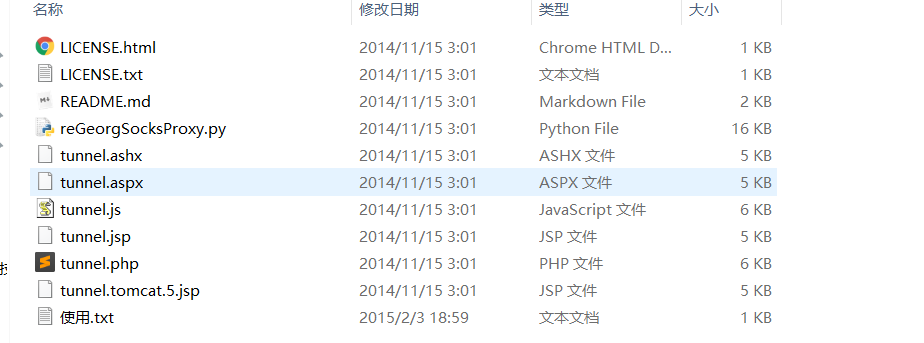 名称 修改日期 类型 大小
LICENSE.html 2014/11/15 3:01 Chrome HTML D... 1 KB
LICENSE.txt 2014/11/15 3:01 文本文档 1 KB
README.md 2014/11/15 3:01 Markdown File 2 KB
reGeorgSocksProxy.py 2014/11/15 3:01 Python File 16 KB
tunnel.ashx 2014/11/15 3:01 ASHX 文件 5 KB
tunnel.aspx 2014/11/15 3:01 ASPX 文件 5 KB
tunnel.js 2014/11/15 3:01 JavaScript 文件 6 KB
tunnel.jsp 2014/11/15 3:01 JSP 文件 5 KB
tunnel.php 2014/11/15 3:01 PHP 文件 6 KB
tunnel.tomcat.5.jsp 2014/11/15 3:01 JSP 文件 5 KB
使用.txt 2015/2/3 18:59 文本文档 1 KB